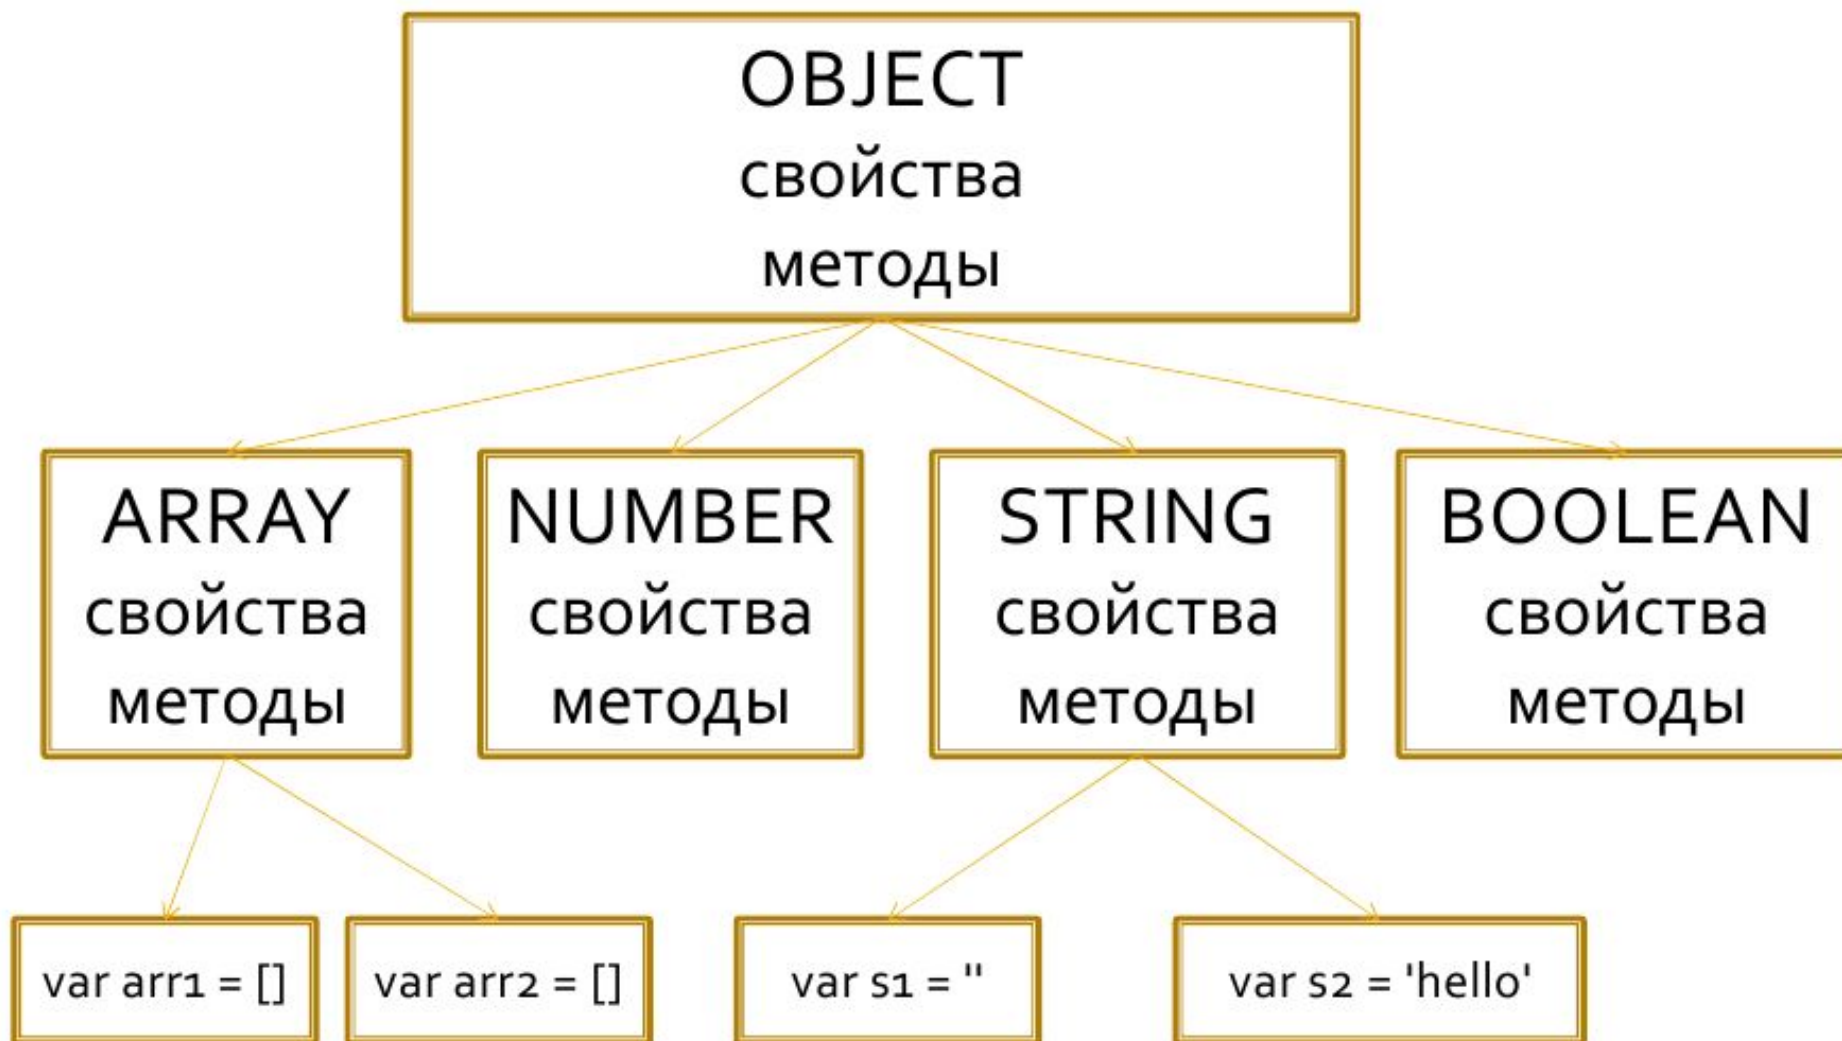 OBJECT
свойства
методы
ARRAY
свойства
методы
NUMBER
свойства
методы
STRING
свойства
методы
BOOLEAN
свойства
методы
var arr1 = []
var arr2 = []
var s1 = ''
var s2 = 'hello'